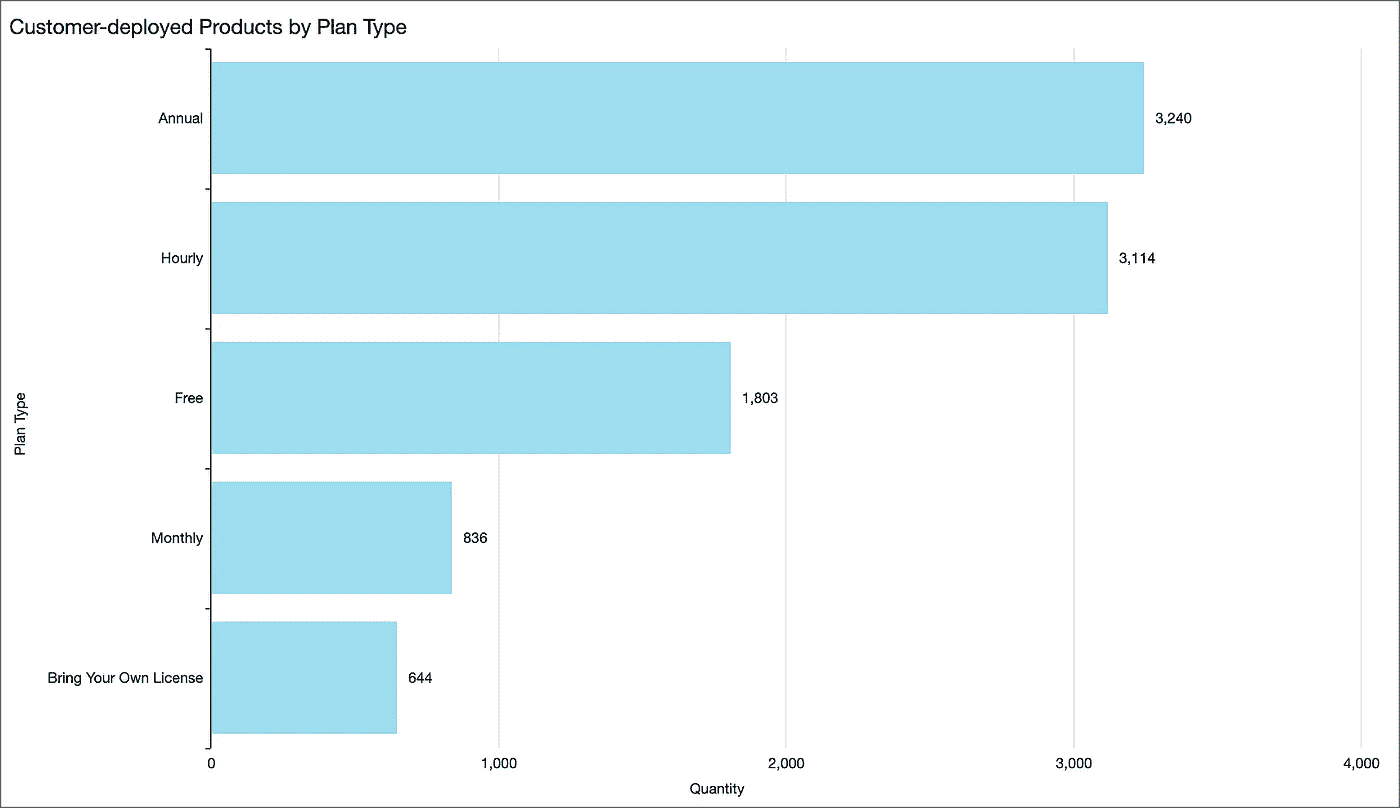 Customer-deployed Products by Plan Type
Annual
3,240
Hourly
3,114
Free
1,803
Plan Type
Monthly
836
Bring Your Own License
644
0
1,000
2,000
3,000
4,000
Quantity